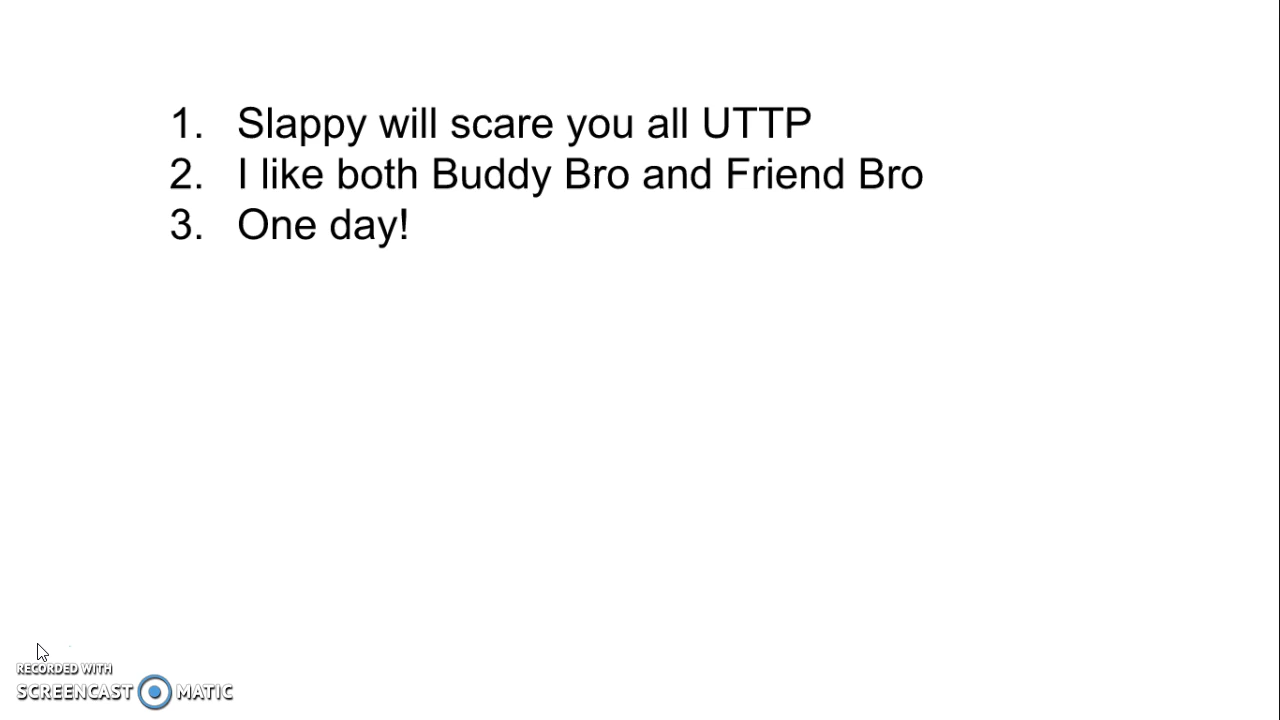 1. Slappy will scare you all UTTP
2. I like both Buddy Bro and Friend Bro
3. One day!
RECORDED WITH
SCREENCAST MATIC